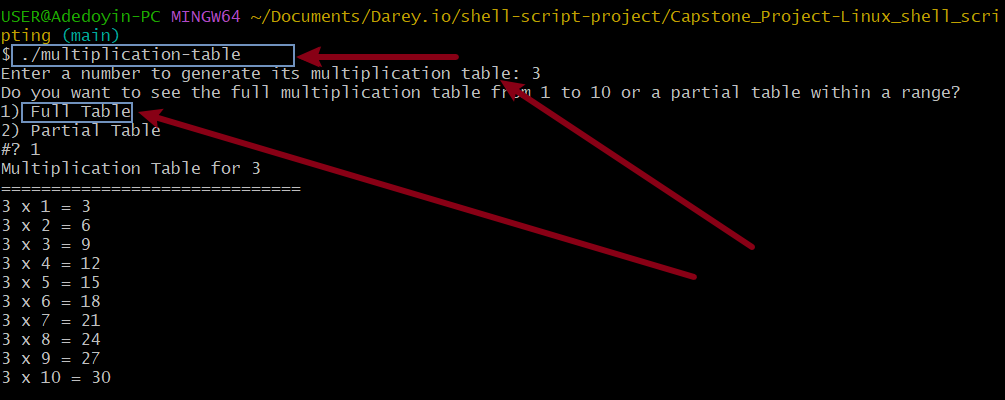 USER@Adedoyin-PC MINGW64 ~/Documents/Darey.io/shell-script-project/Capstone_Project-Linux_shell_scri
pting (main)
$ ./multiplication-table
Enter a number to generate its multiplication table: 3
Do you want to see the full multiplication table from 1 to 10 or a partial table within a range?
1) Full Table
2) Partial Table
#? 1
Multiplication Table for 3
==============================
3 x 1 = 3
3 x 2 = 6
3 x 3 = 9
3 x 4 = 12
3 x 5 = 15
3 x 6 = 18
3 x 7 = 21
3 x 8 = 24
3 x 9 = 27
3 x 10 = 30